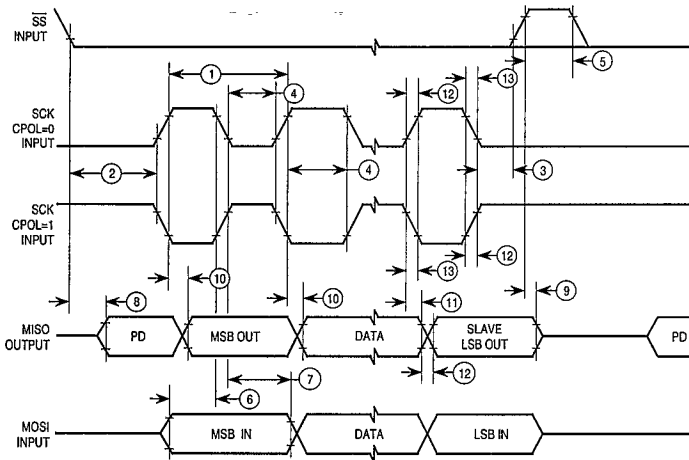 SS
INPUT
5
1
13
4
12
SCK
CPOL=0
INPUT
2
4
3
SCK
CPOL=1
INPUT
13
12
10
8
10
11
9
MISO
OUTPUT
PD
MSB OUT
DATA
SLAVE
LSB OUT
PD
12
7
6
MOSI
INPUT
MSB IN
DATA
LSB IN